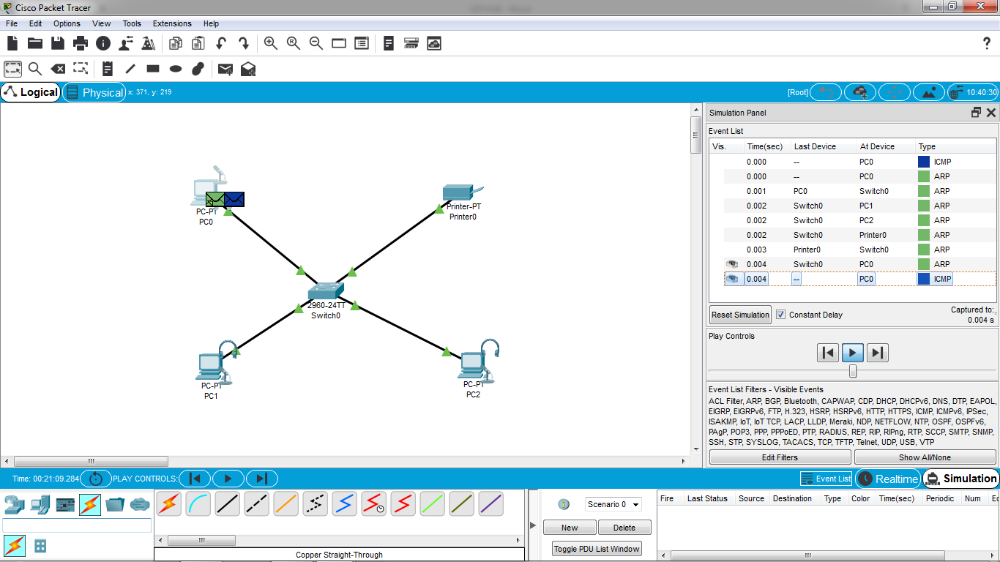 Cisco Packet Tracer
File Edit Options View Tools Extensions Help
?
Logical Physical x: 371, y: 219 [Root] 10:40:30
PC-PT
PC0
Printer-PT
Printer0
2960-24TT
Switch0
PC-PT
PC1
PC-PT
PC2
Simulation Panel
Event List
Vis. Time(sec) Last Device At Device Type
0.000 -- PC0 ICMP
0.000 -- PC0 ARP
0.001 PC0 Switch0 ARP
0.002 Switch0 PC1 ARP
0.002 Switch0 PC2 ARP
0.002 Switch0 Printer0 ARP
0.003 Printer0 Switch0 ARP
0.004 Switch0 PC0 ARP
0.004 -- PC0 ICMP
Reset Simulation Constant Delay Captured to:
0.004 s
Play Controls
Event List Filters - Visible Events
ACL Filter, ARP, BGP, Bluetooth, CAPWAP, CDP, DHCP, DHCPv6, DNS, DTP, EAPOL,
EIGRP, EIGRPv6, FTP, H.323, HSRP, HSRPv6, HTTP, HTTPS, ICMP, ICMPv6, IPSec,
ISAKMP, IoT, IoT TCP, LACP, LLDP, Meraki, NDP, NETFLOW, NTP, OSPF, OSPFv6,
PAgP, POP3, PPP, PPPoED, PTP, RADIUS, REP, RIP, RIPng, RTP, SCCP, SMTP, SNMP,
SSH, STP, SYSLOG, TACACS, TCP, TFTP, Telnet, UDP, USB, VTP
Edit Filters Show All/None
Time: 00:21:09.284 PLAY CONTROLS: Event List Realtime Simulation
Scenario 0
New Delete
Toggle PDU List Window
Fire Last Status Source Destination Type Color Time(sec) Periodic Num Ec
Copper Straight-Through